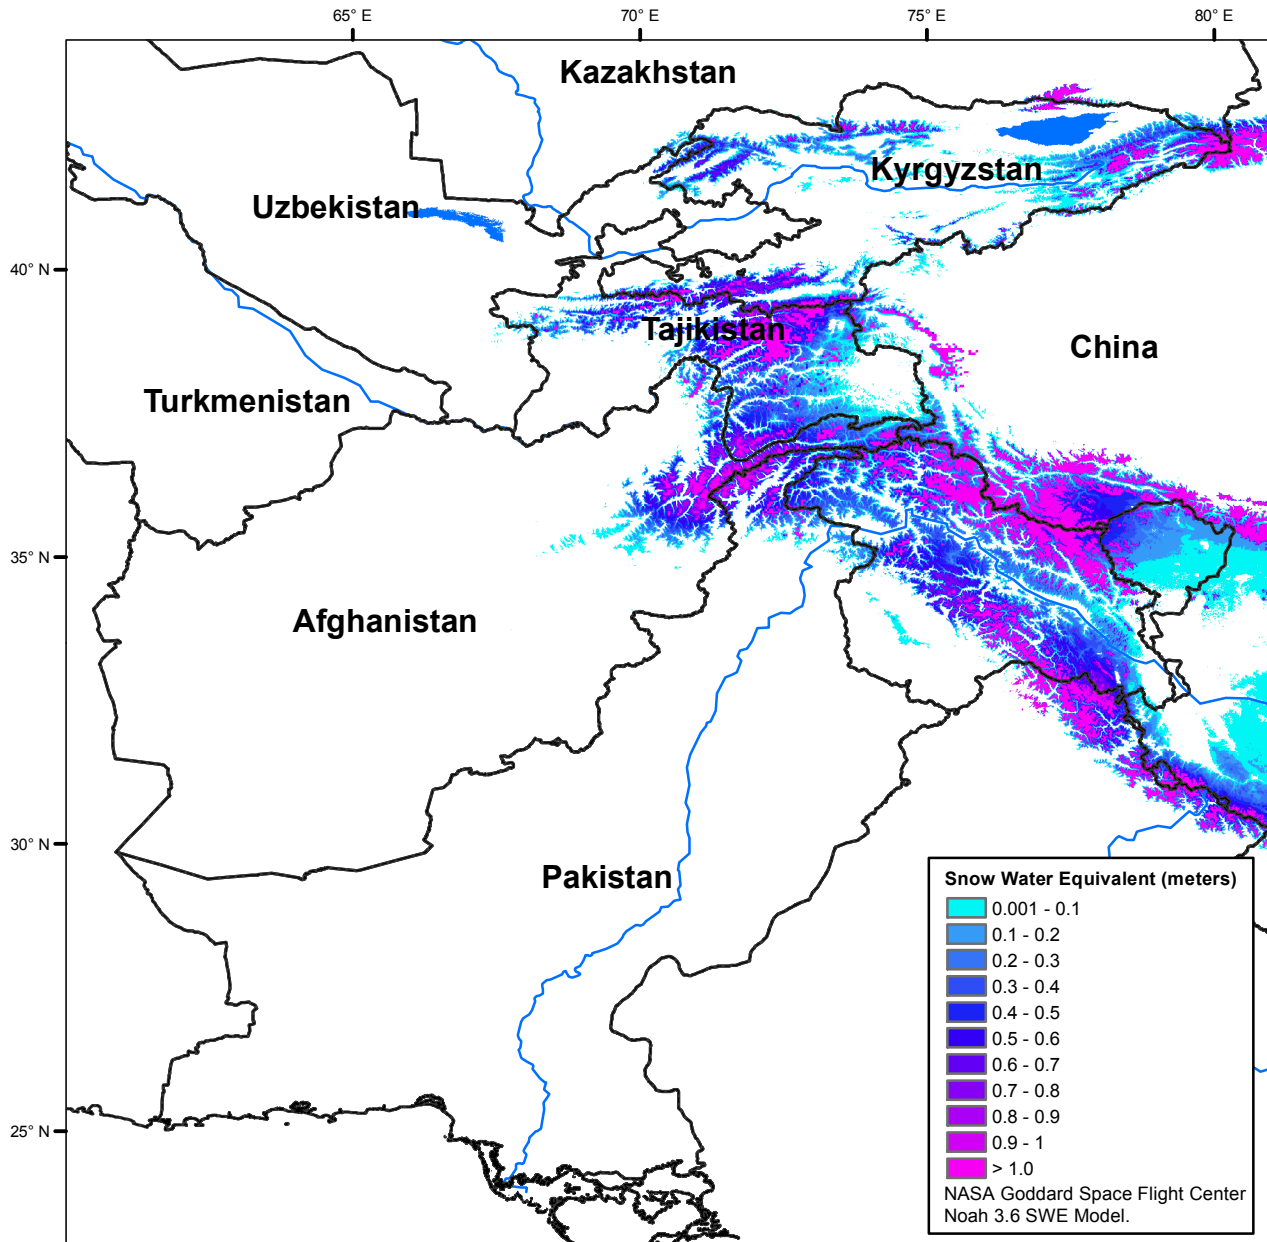 65° E
70° E
75° E
80° E
Kazakhstan
Kyrgyzstan
Uzbekistan
40° N
Tajikistan
China
Turkmenistan
35° N
Afghanistan
30° N
Pakistan
25° N
Snow Water Equivalent (meters)
0.001 - 0.1
0.1 - 0.2
0.2 - 0.3
0.3 - 0.4
0.4 - 0.5
0.5 - 0.6
0.6 - 0.7
0.7 - 0.8
0.8 - 0.9
0.9 - 1
> 1.0
NASA Goddard Space Flight Center
Noah 3.6 SWE Model.